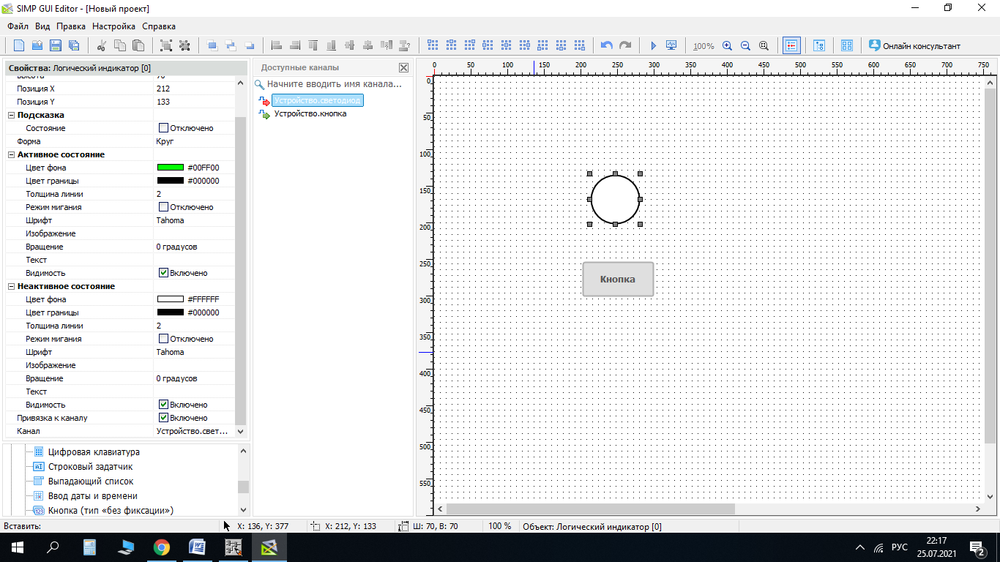 SIMP GUI Editor - [Новый проект]
Файл Вид Правка Настройка Справка
100% Онлайн консультант
Свойства: Логический индикатор [0]
Высота 70
Позиция X 212
Позиция Y 133
Подсказка
Состояние Отключено
Форма Круг
Активное состояние
Цвет фона #00FF00
Цвет границы #000000
Толщина линии 2
Режим мигания Отключено
Шрифт Tahoma
Изображение
Вращение 0 градусов
Текст
Видимость Включено
Неактивное состояние
Цвет фона #FFFFFF
Цвет границы #000000
Толщина линии 2
Режим мигания Отключено
Шрифт Tahoma
Изображение
Вращение 0 градусов
Текст
Видимость Включено
Привязка к каналу Включено
Канал Устройство.свет...
Цифровая клавиатура
Строковый задатчик
Выпадающий список
Ввод даты и времени
Кнопка (тип «без фиксации»)
Доступные каналы
Начните вводить имя канала...
Устройство.светодиод
Устройство.кнопка
0 50 100 150 200 250 300 350 400 450 500 550 600 650 700 750
0
50
100
150
200
250
300
350
400
450
500
550
Кнопка
Вставить: X: 136, Y: 377 X: 212, Y: 133 Ш: 70, В: 70 100 % Объект: Логический индикатор [0]
РУС
22:17
25.07.2021
2